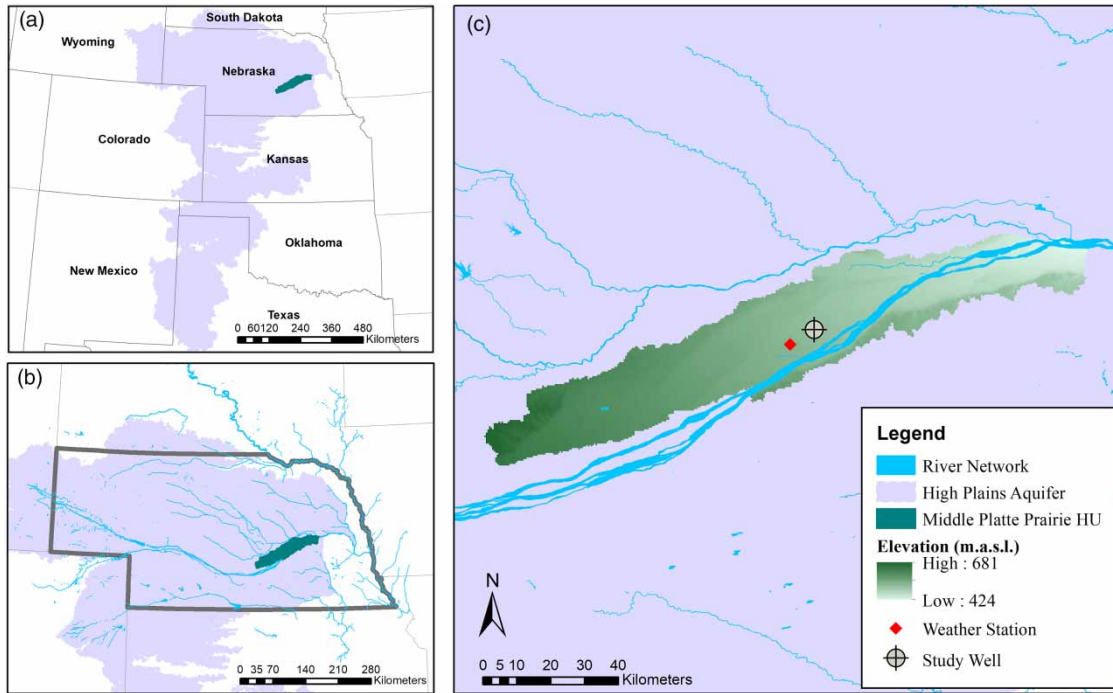 (a)
South Dakota
Wyoming
Nebraska
Colorado
Kansas
Oklahoma
New Mexico
Texas
0 60120 240 360 480
Kilometers
(b)
0 35 70 140 210 280
Kilometers
(c)
N
0 5 10 20 30 40
Kilometers
Legend
River Network
High Plains Aquifer
Middle Platte Prairie HU
Elevation (m.a.s.l.)
High : 681
Low : 424
Weather Station
Study Well